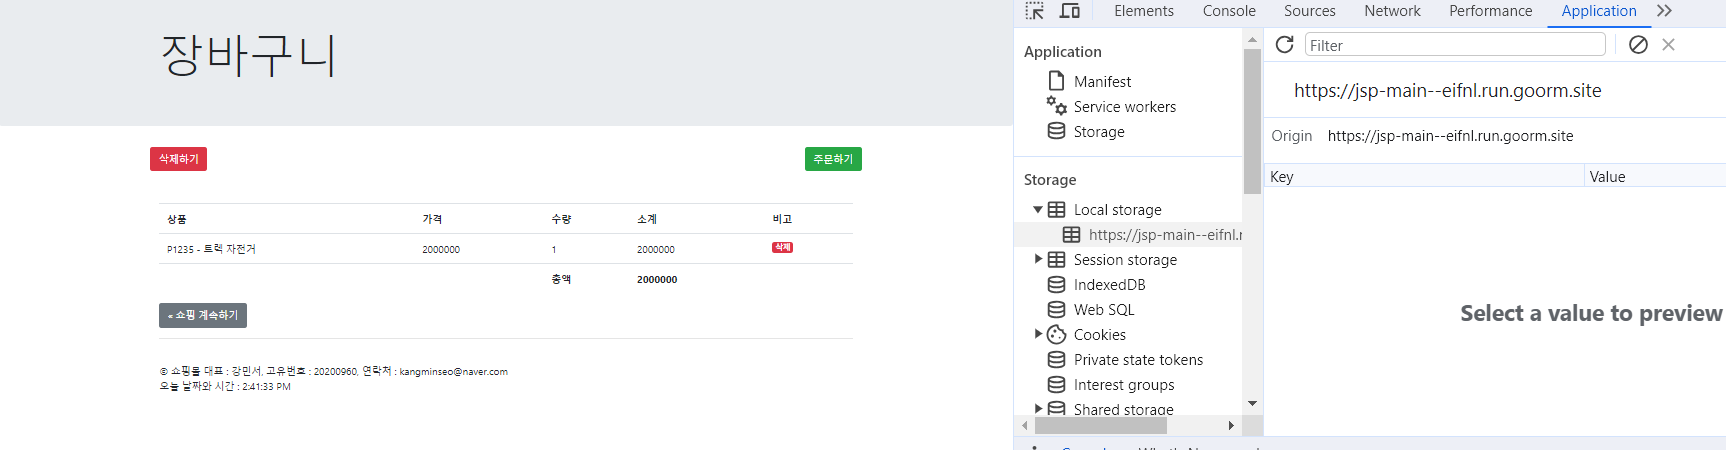 장바구니
삭제하기
주문하기
상품 가격 수량 소계 비고
P1235 - 트렉 자전거 2000000 1 2000000 삭제
총액 2000000
« 쇼핑 계속하기
© 쇼핑몰 대표 : 강민서, 고유번호 : 20200960, 연락처 : kangminseo@naver.com
오늘 날짜와 시간 : 2:41:33 PM
Elements Console Sources Network Performance Application
Application
Manifest
Service workers
Storage
Storage
Local storage
https://jsp-main--eifnl.r
Session storage
IndexedDB
Web SQL
Cookies
Private state tokens
Interest groups
Shared storage
Filter
https://jsp-main--eifnl.run.goorm.site
Origin https://jsp-main--eifnl.run.goorm.site
Key Value
Select a value to preview